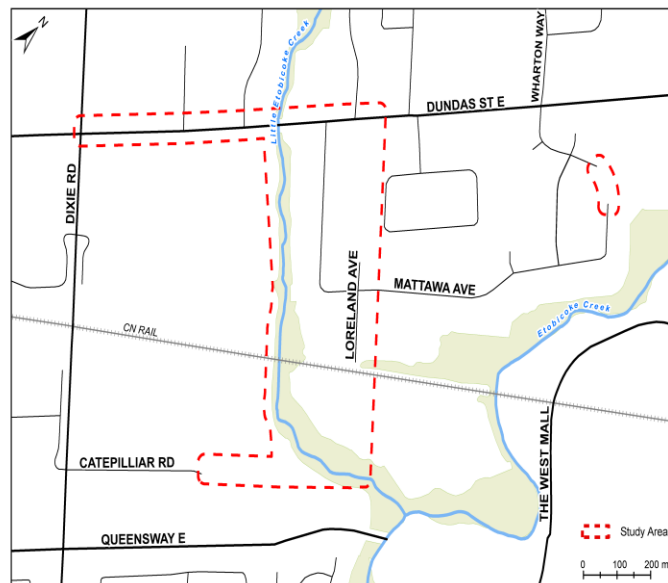 N
Little Etobicoke Creek
DUNDAS ST E
WHARTON WAY
DIXIE RD
LORELAND AVE
MATTAWA AVE
Etobicoke Creek
CN RAIL
CATEPILLIAR RD
THE WEST MALL
QUEENSWAY E
Study Area
0 100 200 m